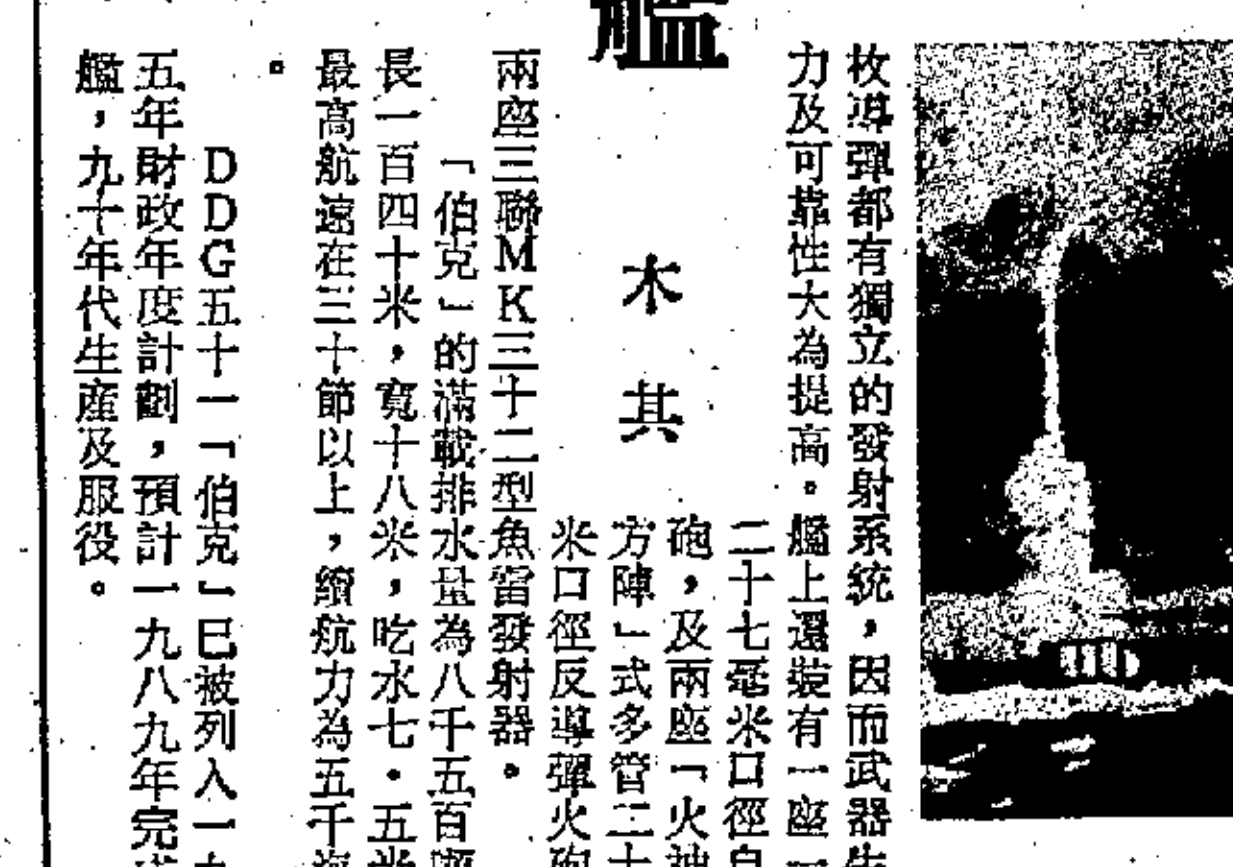 艦
木其
枚導彈都有獨立的發射系統，因而武器生
力及可靠性大為提高。艦上還裝有一座一
二十七毫米口徑自
砲，及兩座「火神
方陣」式多管二十
米口徑反導彈火砲
兩座三聯MK三十二型魚雷發射器。
「伯克」的滿載排水量為八千五百噸
長一百四十米，寬十八米，吃水七．五米
最高航速在三十節以上，續航力為五千海
。
DDG五十一「伯克」已被列入一九
五年財政年度計劃，預計一九八九年完成
艦，九十年代生產及服役。